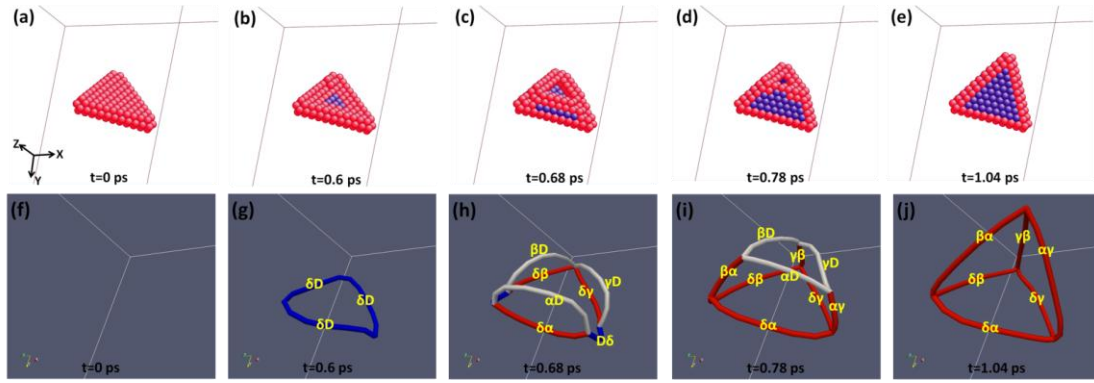 (a)
(b)
(c)
(d)
(e)
Z
X
Y
t=0 ps
t=0.6 ps
t=0.68 ps
t=0.78 ps
t=1.04 ps
(f)
(g)
(h)
(i)
(j)
δD
δD
δD
βD
δβ
δγ
γD
αD
δα
Dδ
βD
γβ
γD
βα
δβ
αD
δγ
αγ
δα
βα
γβ
αγ
δβ
δγ
δα
t=0 ps
t=0.6 ps
t=0.68 ps
t=0.78 ps
t=1.04 ps